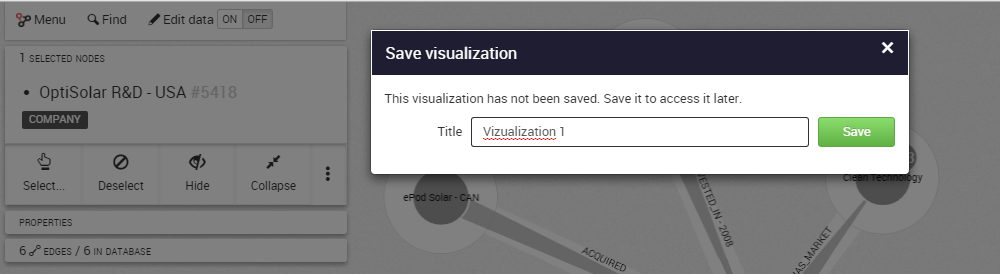 Menu Find Edit data ON OFF
1 SELECTED NODES
OptiSolar R&D - USA #5418
COMPANY
Select... Deselect Hide Collapse
PROPERTIES
6 EDGES / 6 IN DATABASE
Save visualization
This visualization has not been saved. Save it to access it later.
Title Vizualization 1 Save
ePod Solar - CAN
Clean Technology
ACQUIRED
ESTED_IN - 2008
AS_MARKET